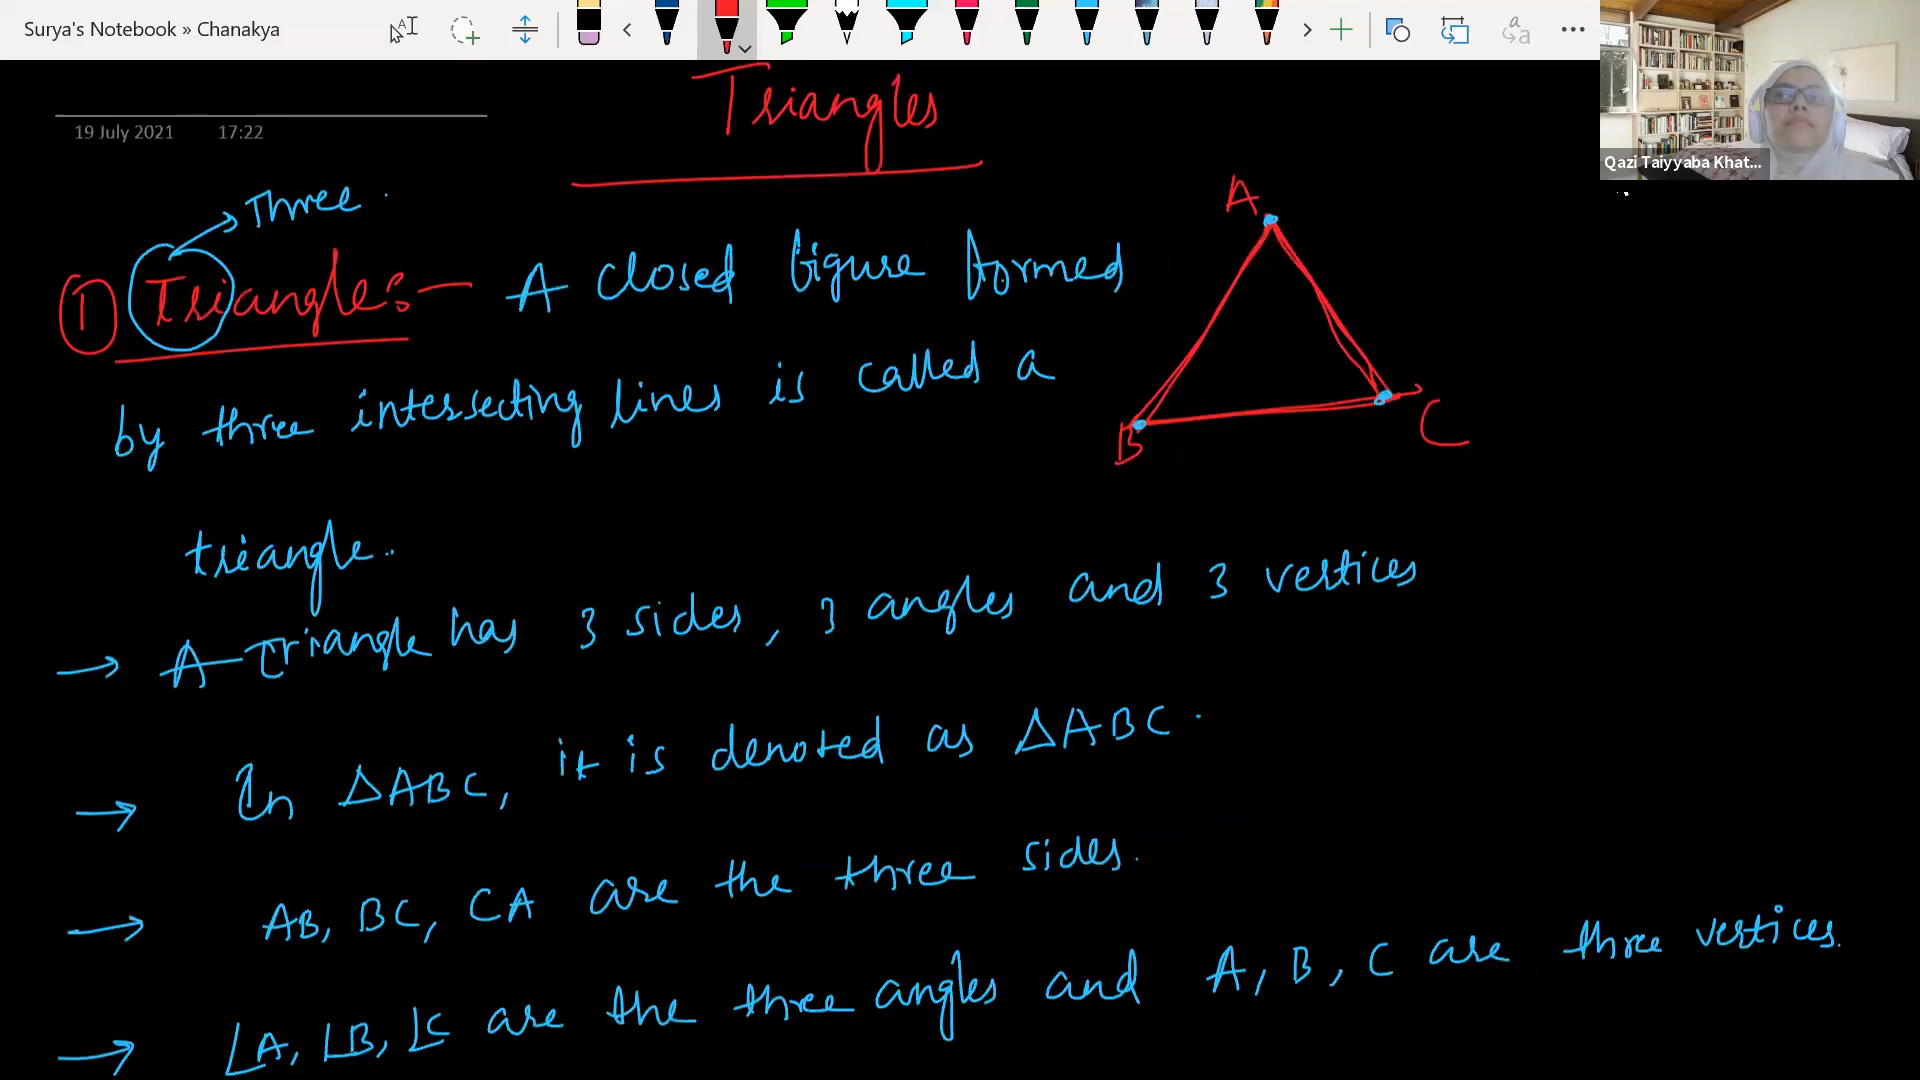 Surya's Notebook » Chanakya
Triangles
19 July 2021 17:22
Qazi Taiyyaba Khat...
Three
① Triangles — A closed figure formed
by three intersecting lines is called a
triangle..
A
B
C
→ A Triangle has 3 sides, 3 angles and 3 vertices
→ In △ABC, it is denoted as △ABC.
→ AB, BC, CA are the three sides.
→ ∠A, ∠B, ∠C are the three angles and A, B, C are three vertices.